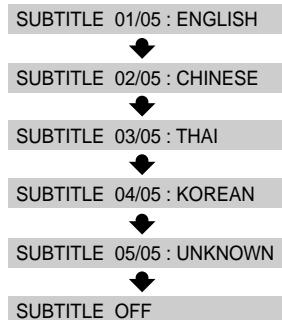 SUBTITLE 01/05 : ENGLISH
SUBTITLE 02/05 : CHINESE
SUBTITLE 03/05 : THAI
SUBTITLE 04/05 : KOREAN
SUBTITLE 05/05 : UNKNOWN
SUBTITLE OFF